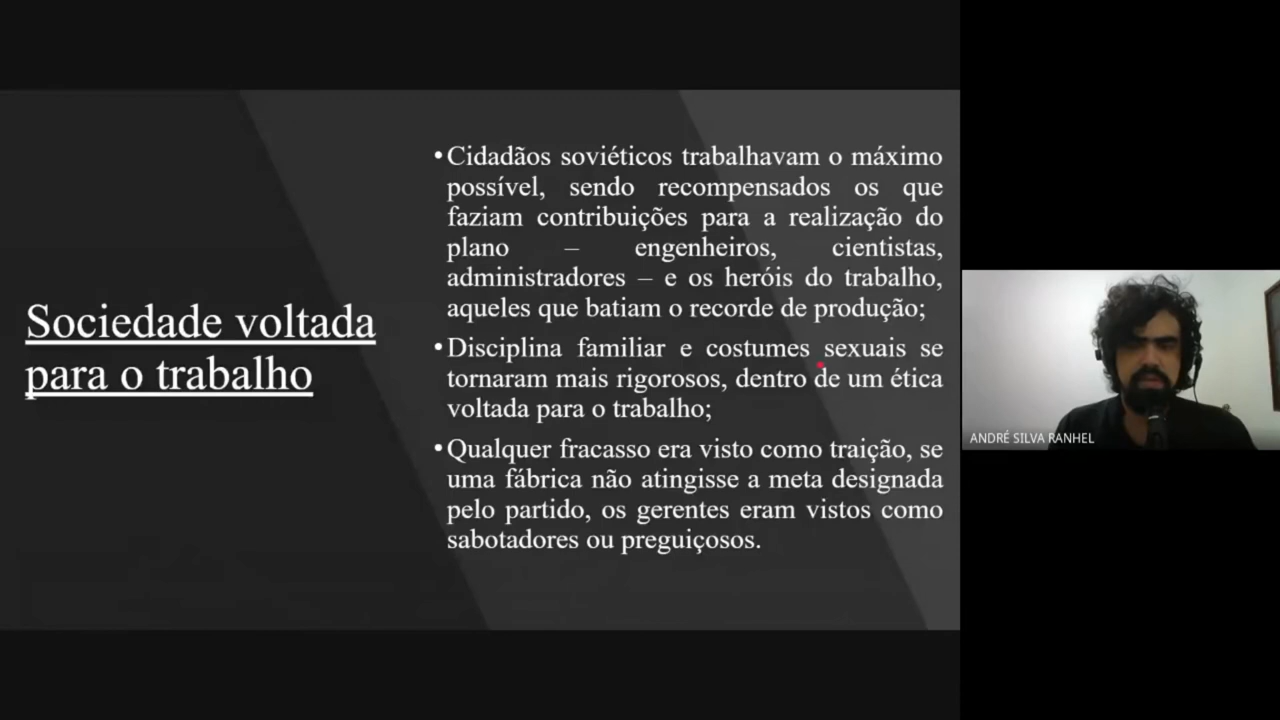 Sociedade voltada
para o trabalho
•Cidadãos soviéticos trabalhavam o máximo
possível, sendo recompensados os que
faziam contribuições para a realização do
plano – engenheiros, cientistas,
administradores – e os heróis do trabalho,
aqueles que batiam o recorde de produção;
•Disciplina familiar e costumes sexuais se
tornaram mais rigorosos, dentro de um ética
voltada para o trabalho;
•Qualquer fracasso era visto como traição, se
uma fábrica não atingisse a meta designada
pelo partido, os gerentes eram vistos como
sabotadores ou preguiçosos.
ANDRÉ SILVA RANHEL